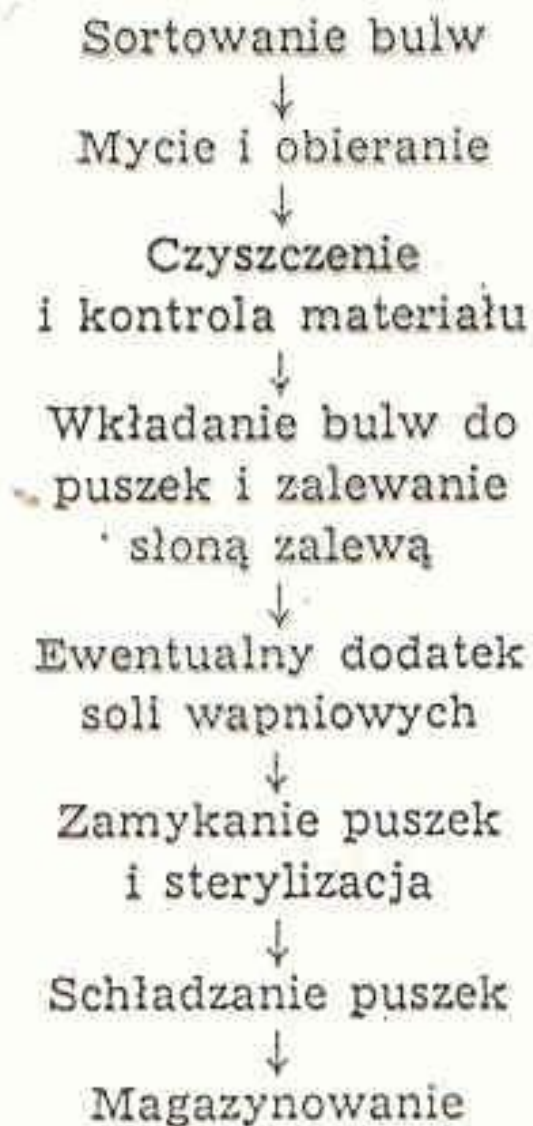 Sortowanie bulw
↓
Mycie i obieranie
↓
Czyszczenie
i kontrola materiału
↓
Wkładanie bulw do
puszek i zalewanie
słoną zalewą
↓
Ewentualny dodatek
soli wapniowych
↓
Zamykanie puszek
i sterylizacja
↓
Schładzanie puszek
↓
Magazynowanie